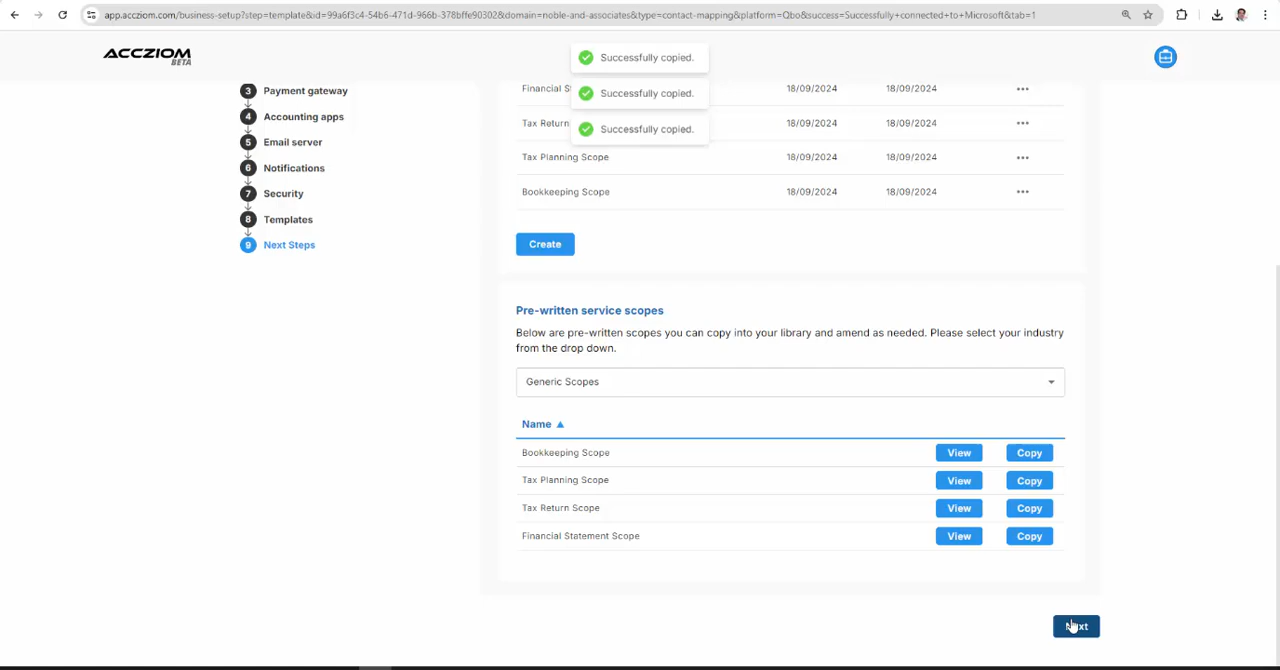 app.accziom.com/business-setup?step=template&id=99a6f3c4-54b6-471d-966b-378bffe90302&domain=noble-and-associates&type=contact-mapping&platform=Qbo&success=Successfully+connected+to+Microsoft&tab=1
ACCZIOM
BETA
Successfully copied.
Successfully copied.
Successfully copied.
3 Payment gateway
4 Accounting apps
5 Email server
6 Notifications
7 Security
8 Templates
9 Next Steps
Financial 18/09/2024 18/09/2024
Tax Return 18/09/2024 18/09/2024
Tax Planning Scope 18/09/2024 18/09/2024
Bookkeeping Scope 18/09/2024 18/09/2024
Create
Pre-written service scopes
Below are pre-written scopes you can copy into your library and amend as needed. Please select your industry
from the drop down.
Generic Scopes
Name
Bookkeeping Scope View Copy
Tax Planning Scope View Copy
Tax Return Scope View Copy
Financial Statement Scope View Copy
Next